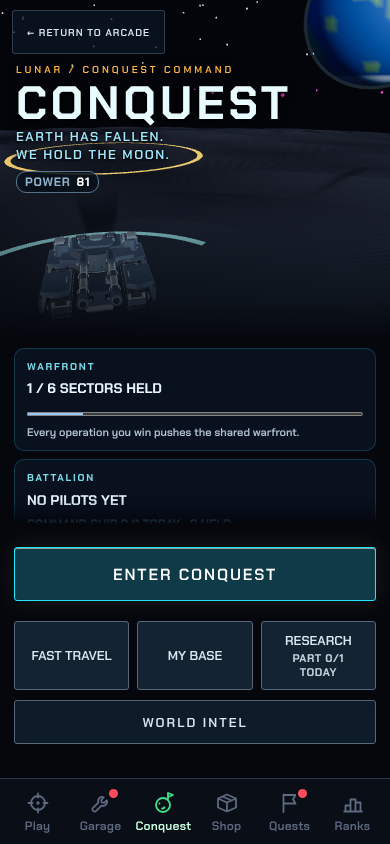 ← RETURN TO ARCADE
LUNAR / CONQUEST COMMAND
CONQUEST
EARTH HAS FALLEN.
WE HOLD THE MOON.
POWER 81
WARFRONT
1 / 6 SECTORS HELD
Every operation you win pushes the shared warfront.
BATTALION
NO PILOTS YET
ENTER CONQUEST
FAST TRAVEL
MY BASE
RESEARCH
PART 0/1
TODAY
WORLD INTEL
Play Garage Conquest Shop Quests Ranks